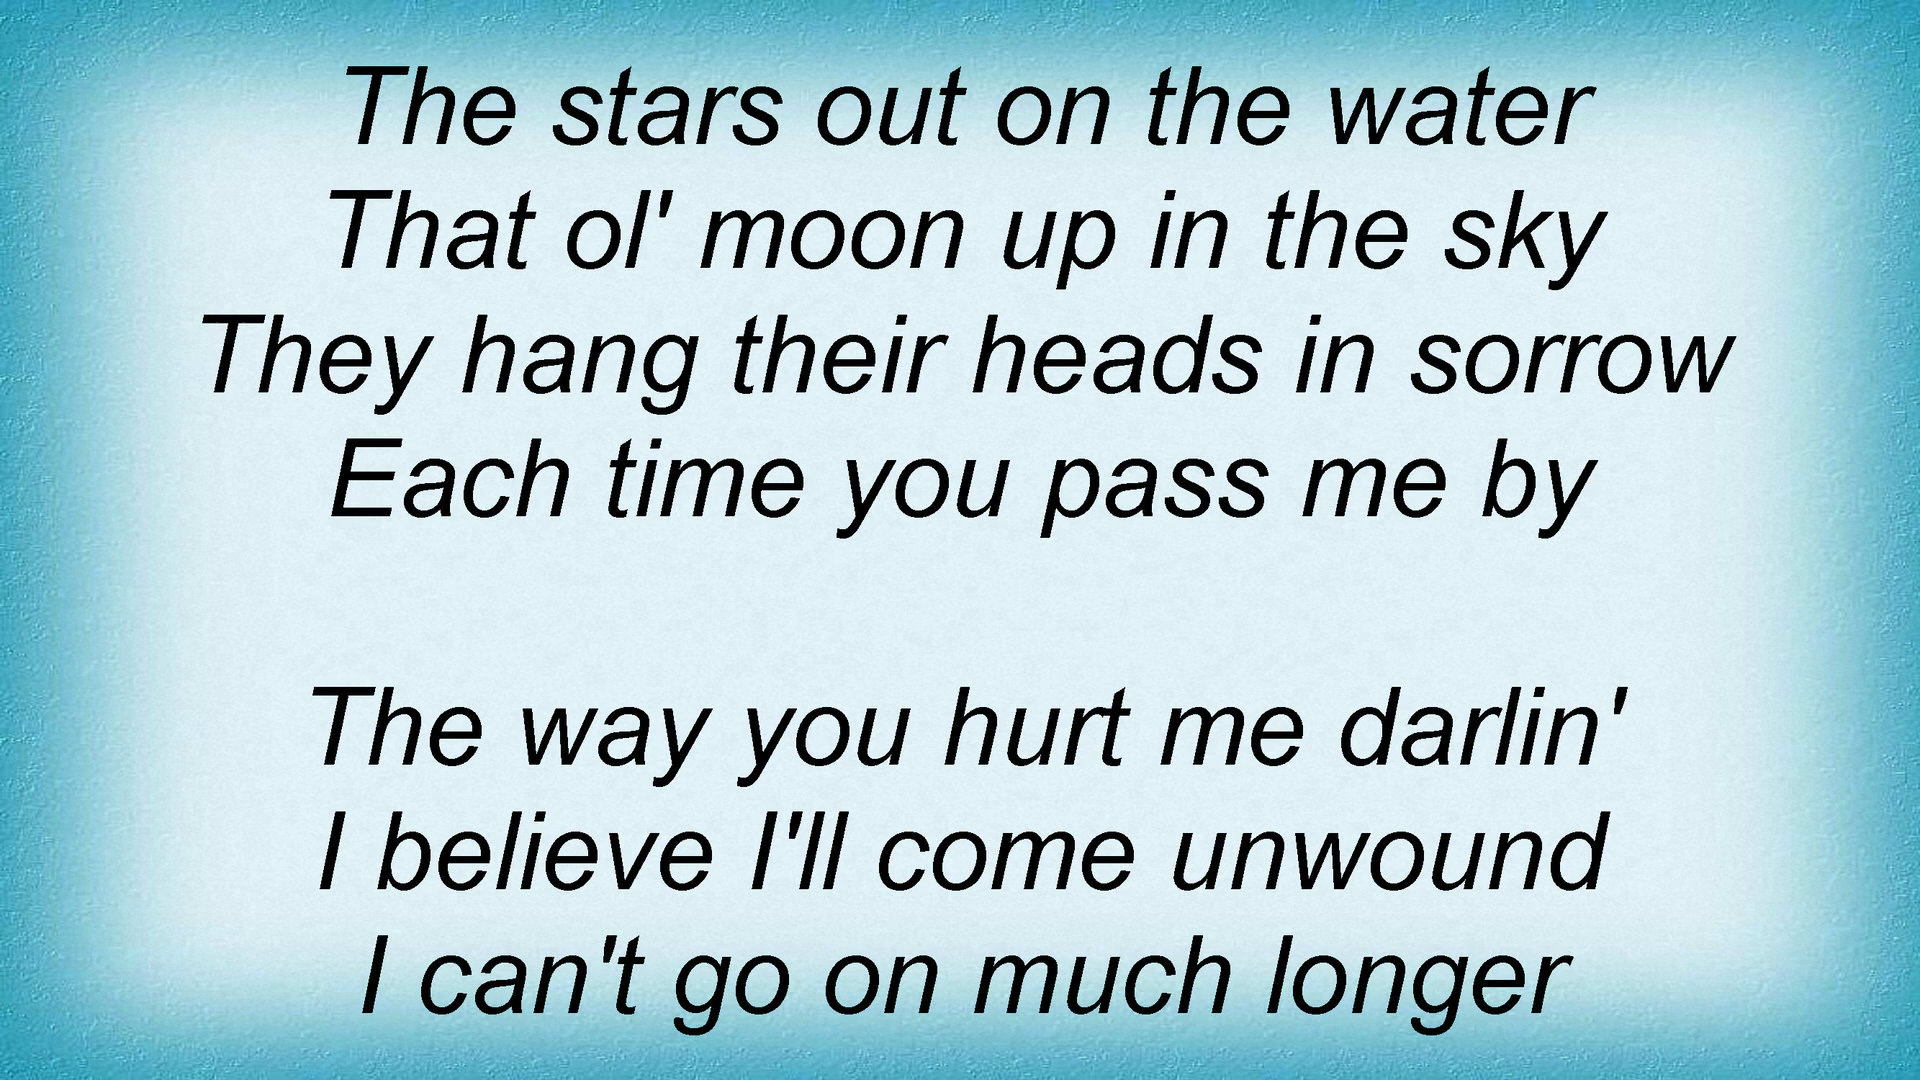 The stars out on the water
That ol' moon up in the sky
They hang their heads in sorrow
Each time you pass me by
The way you hurt me darlin'
I believe I'll come unwound
I can't go on much longer